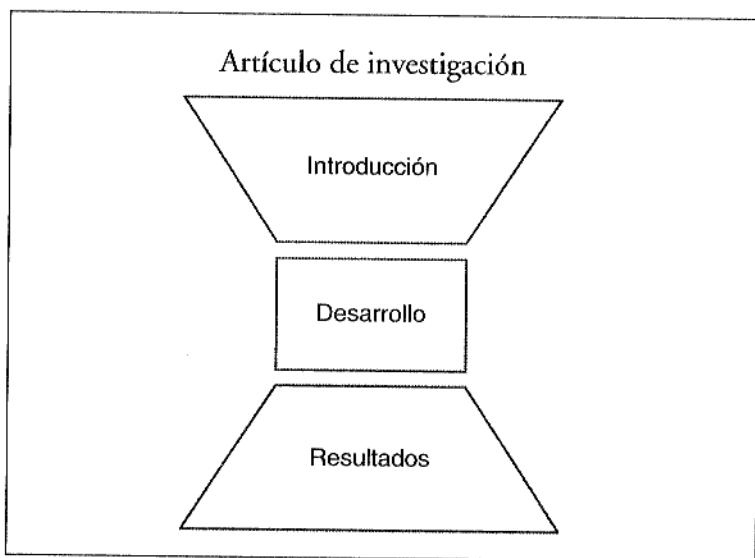 Artículo de investigación
Introducción
Desarrollo
Resultados